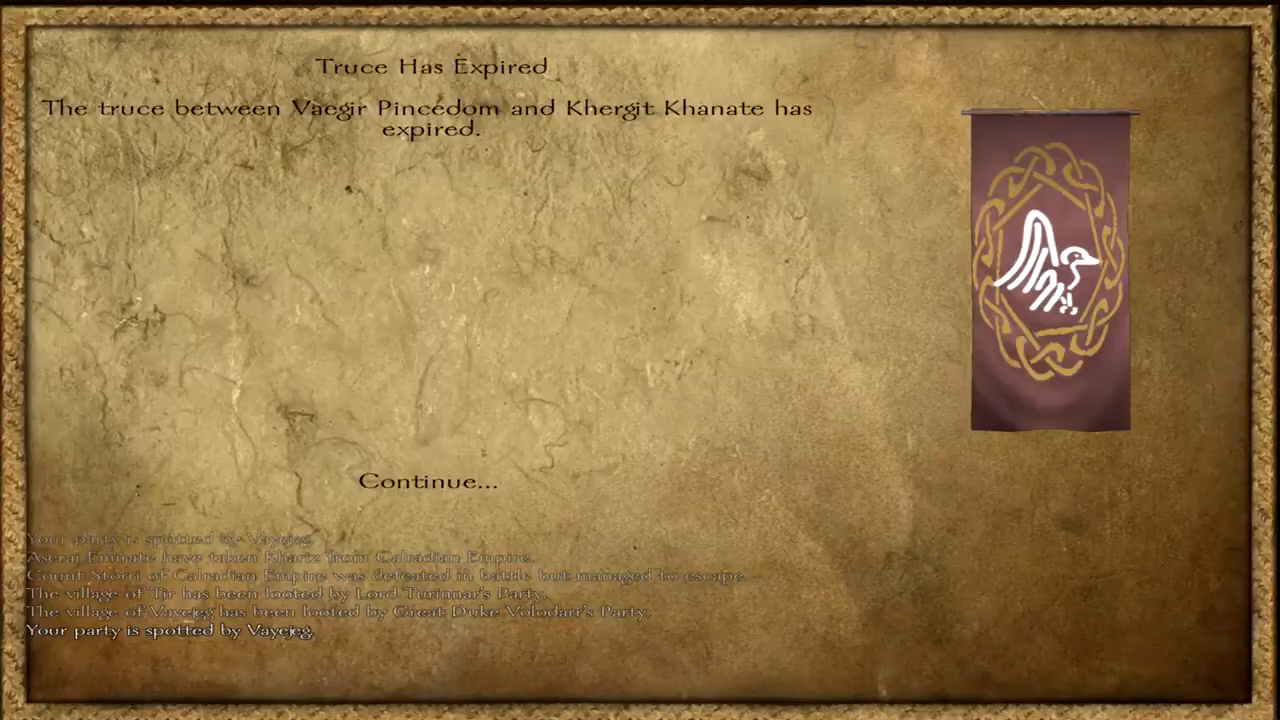 Truce Has Expired
The truce between Vaegir Pincedom and Khergit Khanate has
expired.
Continue...
Your party is spotted by Vayejeg.
Aserai Emirate have taken Khariz from Calradian Empire.
Count Storri of Calradian Empire was defeated in battle but managed to escape.
The village of Tir has been looted by Lord Turinnar's Party.
The village of Vayejeg has been looted by Great Duke Volodarr's Party.
Your party is spotted by Vayejeg.